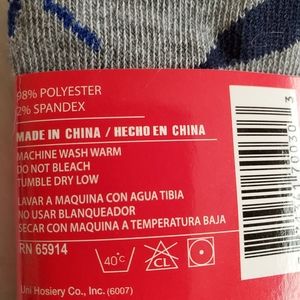 98% POLYESTER
2% SPANDEX
MADE IN CHINA / HECHO EN CHINA
MACHINE WASH WARM
DO NOT BLEACH
TUMBLE DRY LOW
LAVAR A MAQUINA CON AGUA TIBIA
NO USAR BLANQUEADOR
SECAR CON MAQUINA A TEMPERATURA BAJA
RN 65914
40°C
CL
Uni Hosiery Co., Inc. (6007)